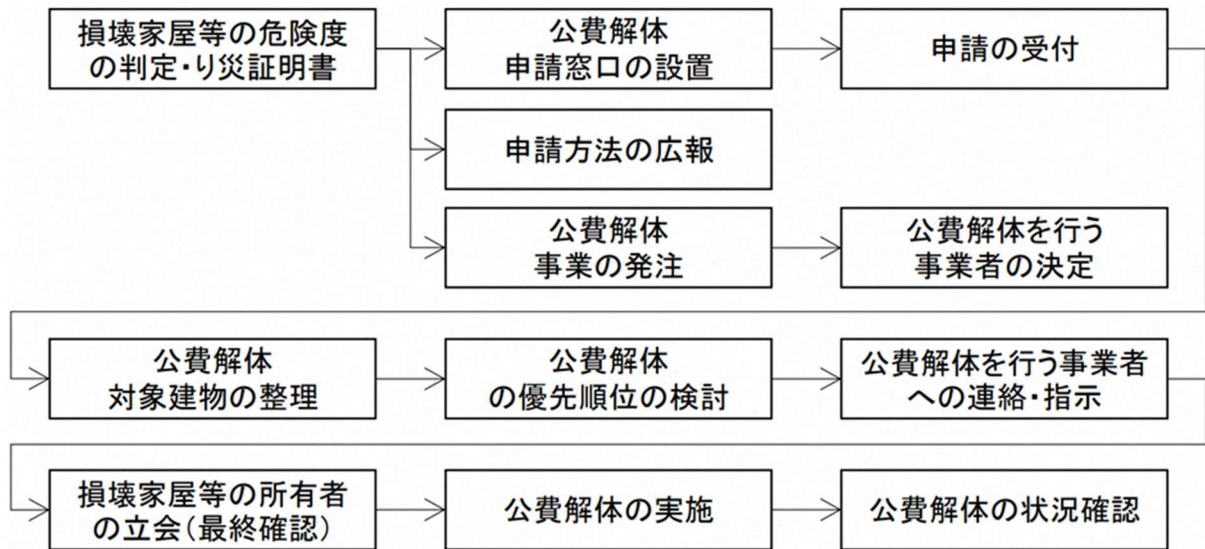 損壊家屋等の危険度
の判定・り災証明書
公費解体
申請窓口の設置
申請の受付
申請方法の広報
公費解体
事業の発注
公費解体を行う
事業者の決定
公費解体
対象建物の整理
公費解体
の優先順位の検討
公費解体を行う事業者
への連絡・指示
損壊家屋等の所有者
の立会(最終確認)
公費解体の実施
公費解体の状況確認